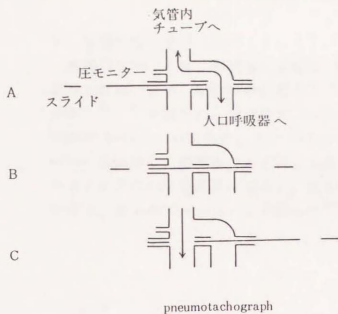 気管内
チューブへ
圧モニター
A
スライド
人口呼吸器へ
B
C
pneumotachograph